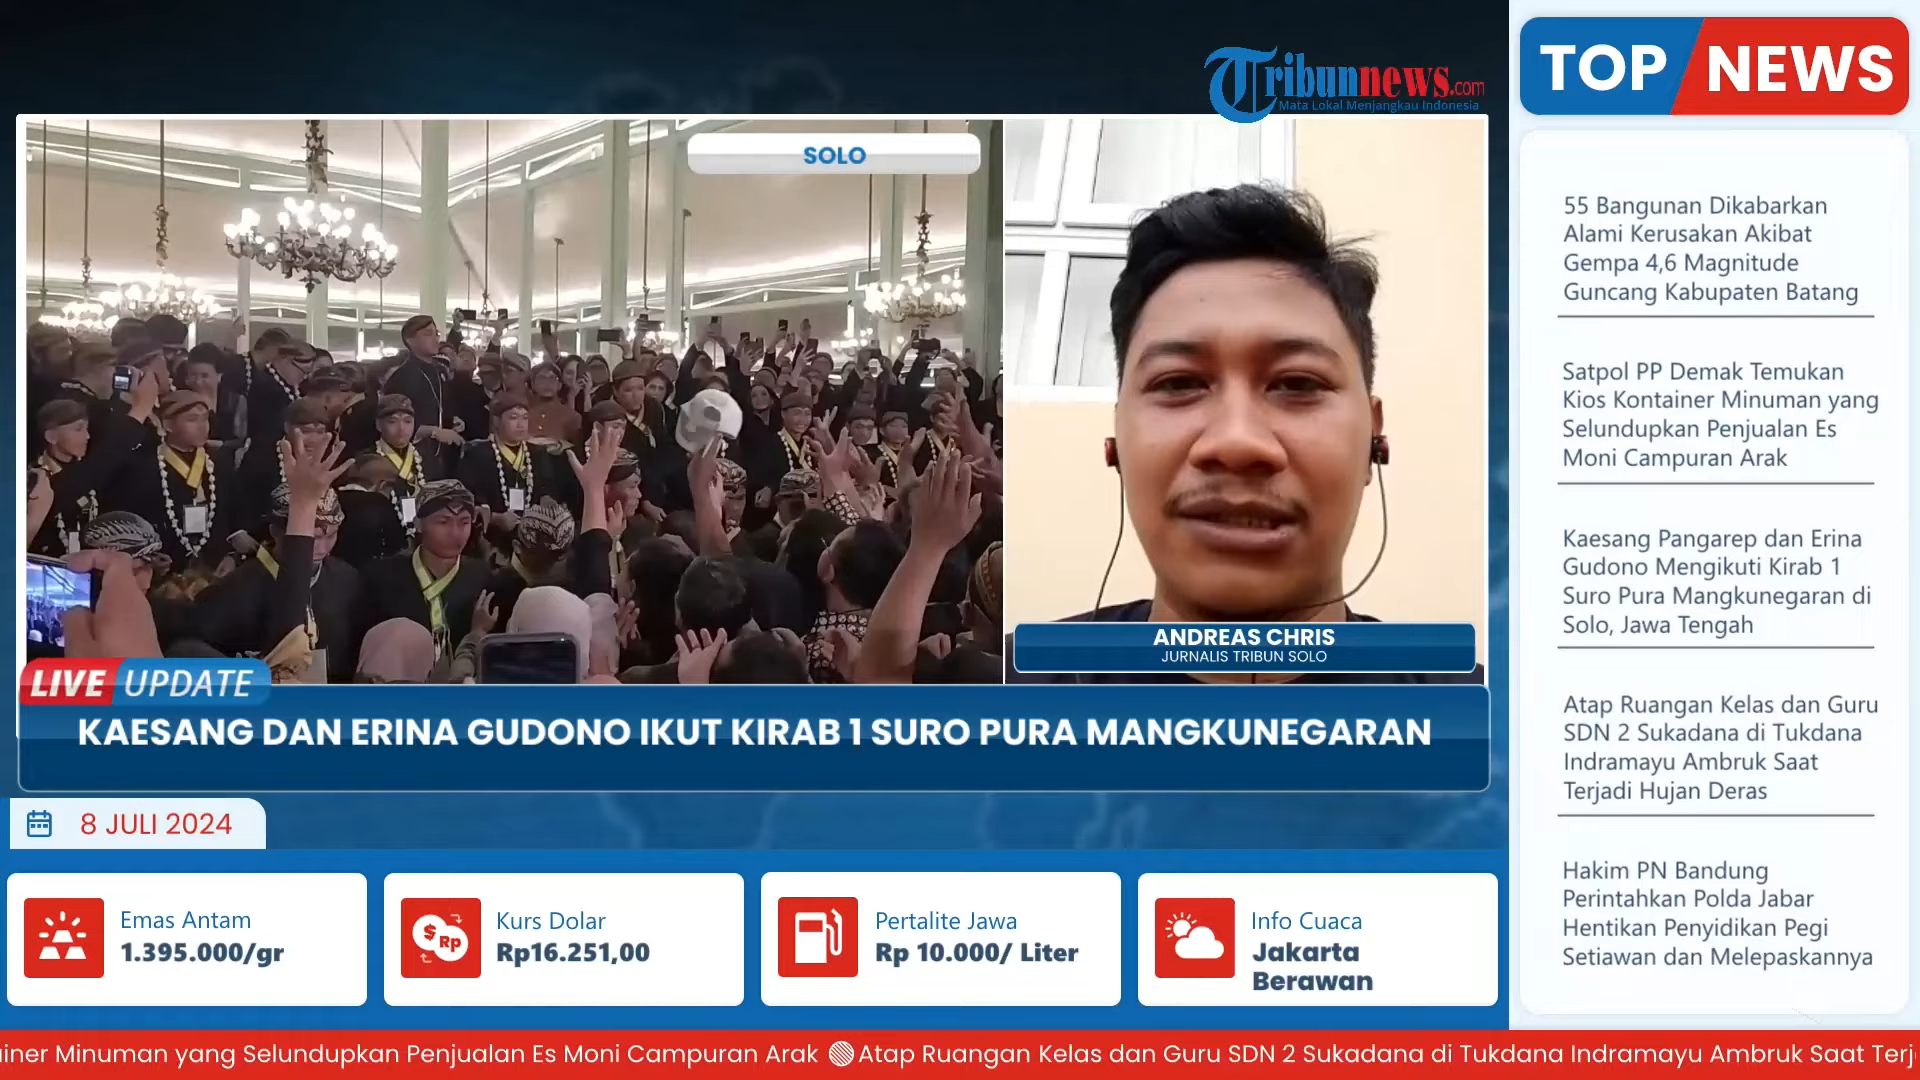 Tribunnews.com
Mata Lokal Menjangkau Indonesia
SOLO
ANDREAS CHRIS
JURNALIS TRIBUN SOLO
LIVE UPDATE
KAESANG DAN ERINA GUDONO IKUT KIRAB 1 SURO PURA MANGKUNEGARAN
8 JULI 2024
Emas Antam
1.395.000/gr
Kurs Dolar
Rp16.251,00
Pertalite Jawa
Rp 10.000/ Liter
Info Cuaca
Jakarta
Berawan
TOP NEWS
55 Bangunan Dikabarkan
Alami Kerusakan Akibat
Gempa 4,6 Magnitude
Guncang Kabupaten Batang
Satpol PP Demak Temukan
Kios Kontainer Minuman yang
Selundupkan Penjualan Es
Moni Campuran Arak
Kaesang Pangarep dan Erina
Gudono Mengikuti Kirab 1
Suro Pura Mangkunegaran di
Solo, Jawa Tengah
Atap Ruangan Kelas dan Guru
SDN 2 Sukadana di Tukdana
Indramayu Ambruk Saat
Terjadi Hujan Deras
Hakim PN Bandung
Perintahkan Polda Jabar
Hentikan Penyidikan Pegi
Setiawan dan Melepaskannya
iner Minuman yang Selundupkan Penjualan Es Moni Campuran Arak Atap Ruangan Kelas dan Guru SDN 2 Sukadana di Tukdana Indramayu Ambruk Saat Terj